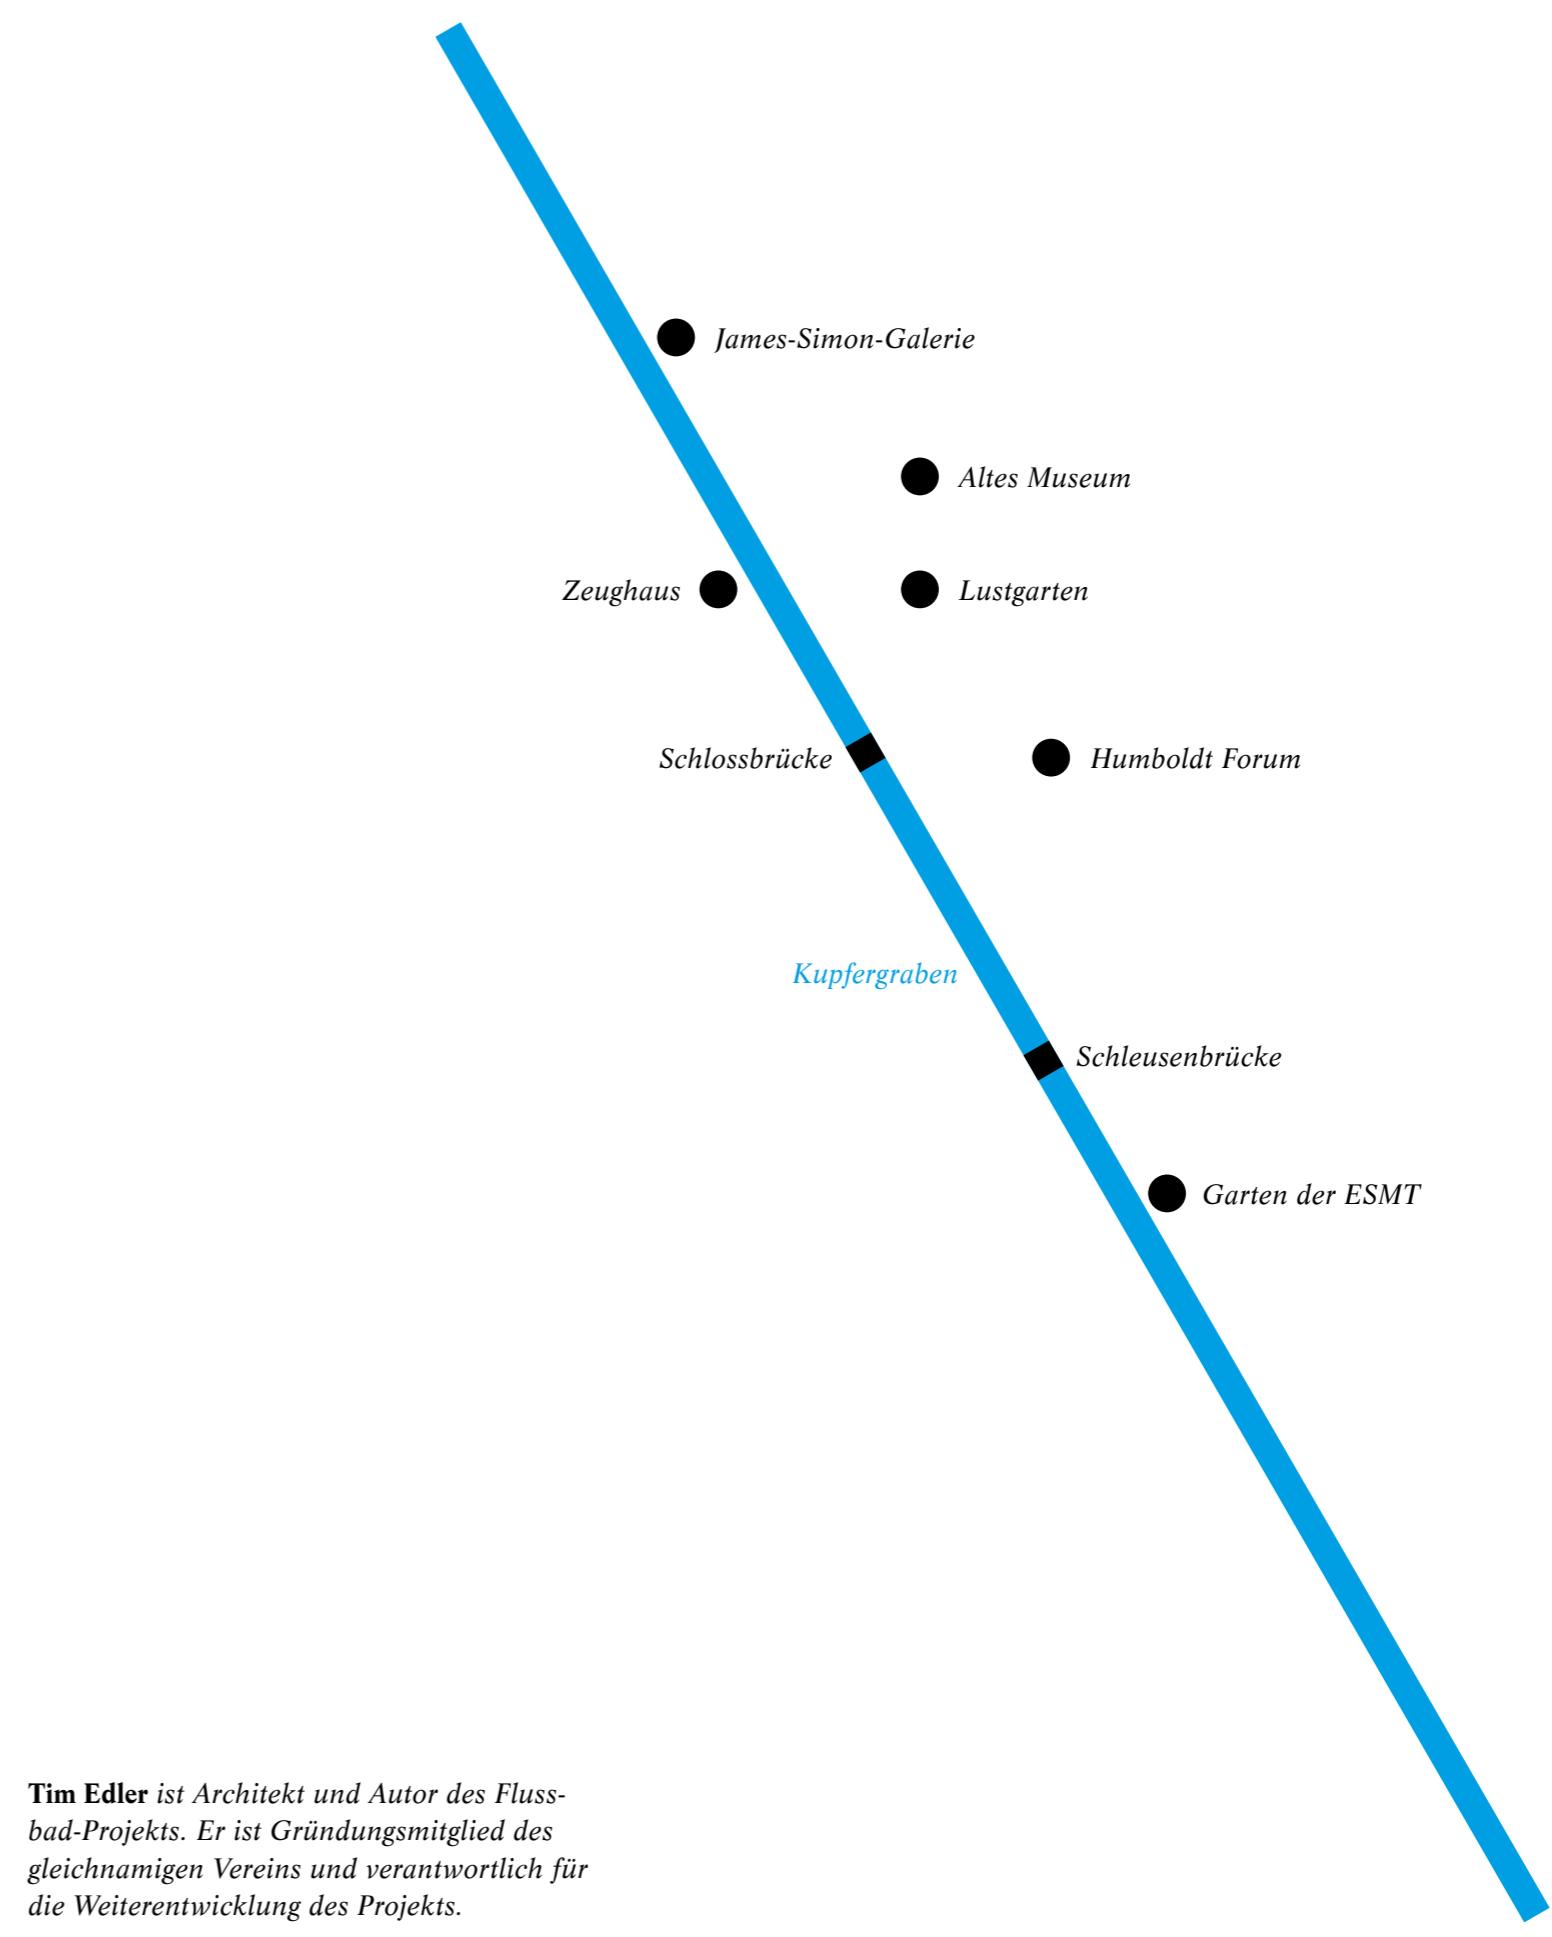 James-Simon-Galerie
Altes Museum
Zeughaus
Lustgarten
Schlossbrücke
Humboldt Forum
Kupfergraben
Schleusenbrücke
Garten der ESMT
Tim Edler ist Architekt und Autor des Fluss-
bad-Projekts. Er ist Gründungsmitglied des
gleichnamigen Vereins und verantwortlich für
die Weiterentwicklung des Projekts.